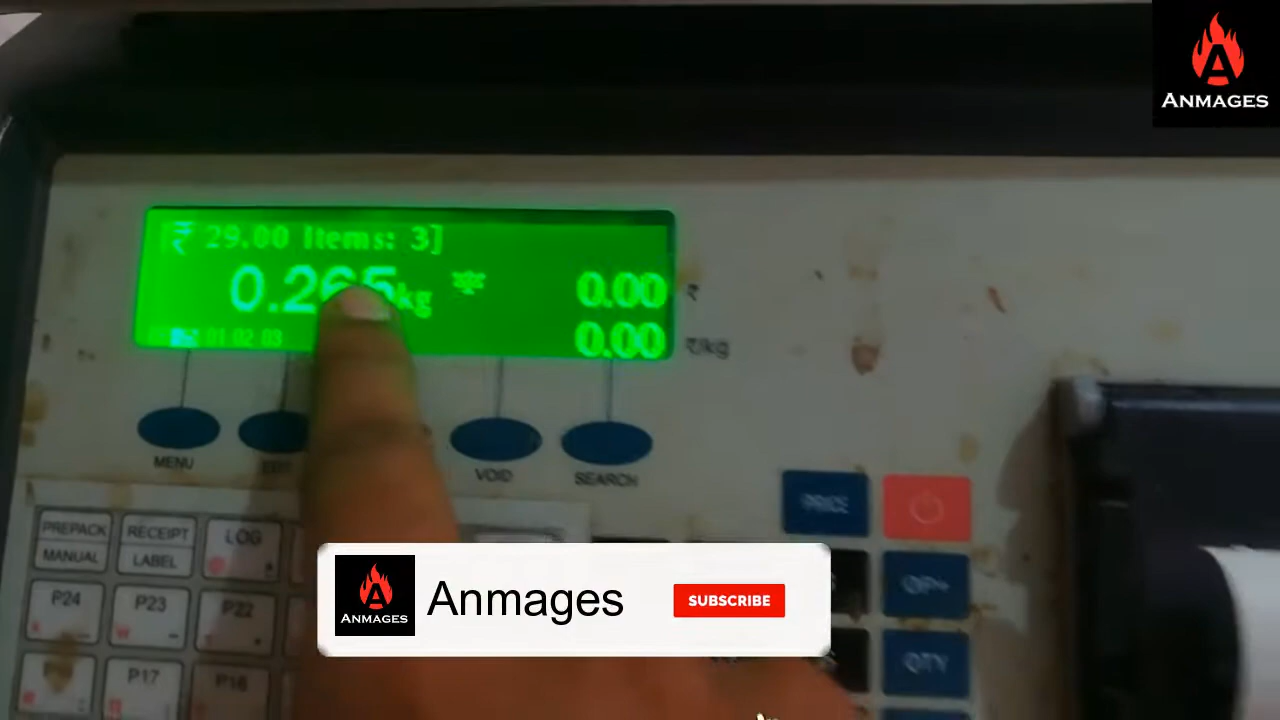 ANMAGES
[₹ 29.00 Items: 3]
0.265kg 0.00 ₹
01 02 03 0.00 ₹/kg
MENU
VOID
SEARCH
PRICE
PREPACK
MANUAL
RECEIPT
LABEL
LOG
OP+
P24
P23
P22
QTY
P17
P16
ANMAGES
Anmages
SUBSCRIBE